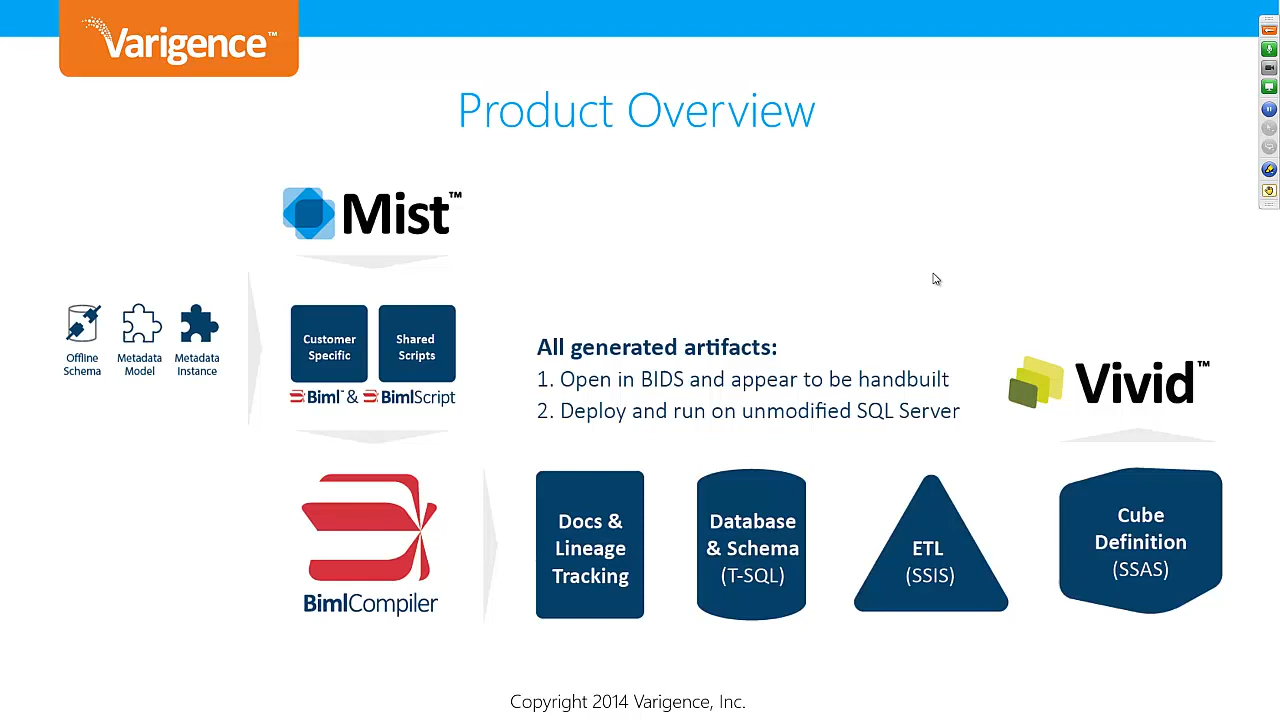 Varigence™
Product Overview
Mist™
Offline
Schema
Metadata
Model
Metadata
Instance
Customer
Specific
Shared
Scripts
Biml™ & BimlScript
All generated artifacts:
1. Open in BIDS and appear to be handbuilt
2. Deploy and run on unmodified SQL Server
Vivid™
BimlCompiler
Docs &
Lineage
Tracking
Database
& Schema
(T-SQL)
ETL
(SSIS)
Cube
Definition
(SSAS)
Copyright 2014 Varigence, Inc.